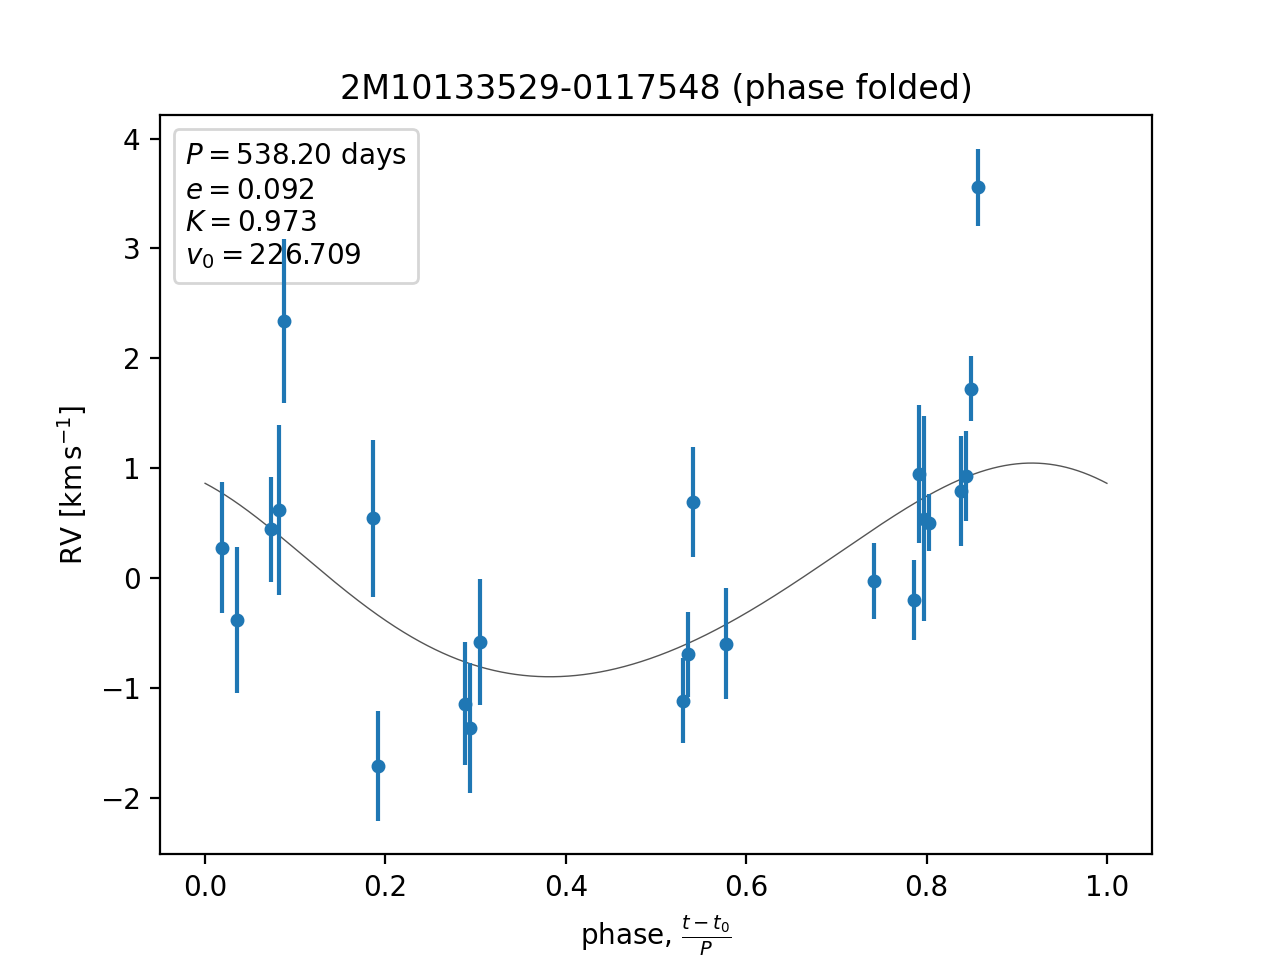 2M10133529-0117548 (phase folded)
P = 538.20 days
e = 0.092
K = 0.973
v₀ = 226.709
4
3
2
1
0
−1
−2
RV [km s⁻¹]
0.0 0.2 0.4 0.6 0.8 1.0
phase, (t − t₀)/P